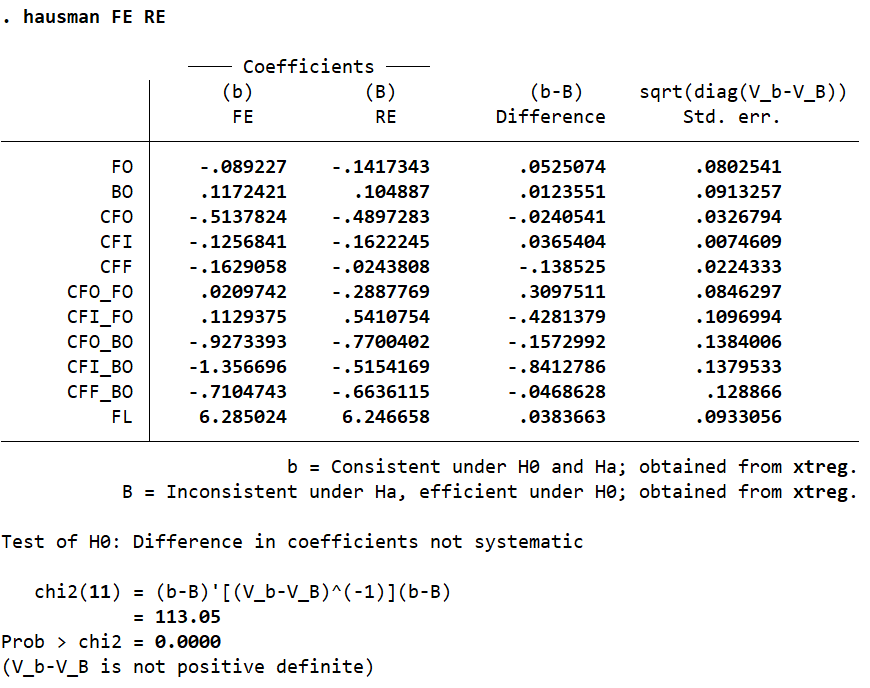 . hausman FE RE
Coefficients
(b) (B) (b-B) sqrt(diag(V_b-V_B))
FE RE Difference Std. err.
FO -.089227 -.1417343 .0525074 .0802541
BO .1172421 .104887 .0123551 .0913257
CFO -.5137824 -.4897283 -.0240541 .0326794
CFI -.1256841 -.1622245 .0365404 .0074609
CFF -.1629058 -.0243808 -.138525 .0224333
CFO_FO .0209742 -.2887769 .3097511 .0846297
CFI_FO .1129375 .5410754 -.4281379 .1096994
CFO_BO -.9273393 -.7700402 -.1572992 .1384006
CFI_BO -1.356696 -.5154169 -.8412786 .1379533
CFF_BO -.7104743 -.6636115 -.0468628 .128866
FL 6.285024 6.246658 .0383663 .0933056
b = Consistent under H0 and Ha; obtained from xtreg.
B = Inconsistent under Ha, efficient under H0; obtained from xtreg.
Test of H0: Difference in coefficients not systematic
chi2(11) = (b-B)'[(V_b-V_B)^(-1)](b-B)
= 113.05
Prob > chi2 = 0.0000
(V_b-V_B is not positive definite)